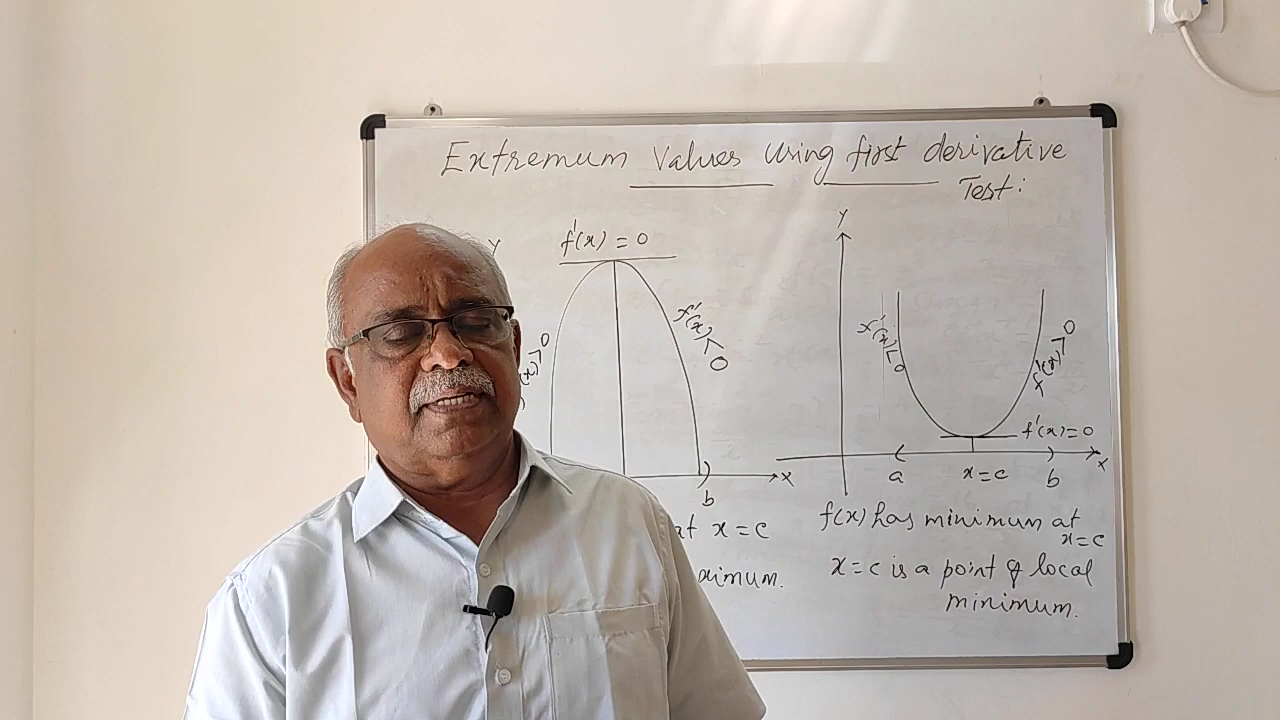 Extremum values using first derivative
Test:
Y
f'(x) = 0
(x) > 0
f'(x) < 0
b
X
at x = c
ximum.
Y
f'(x) < 0
f'(x) > 0
f'(x) = 0
a
x = c
b
X
f(x) has minimum at
x = c
x = c is a point of local
minimum.